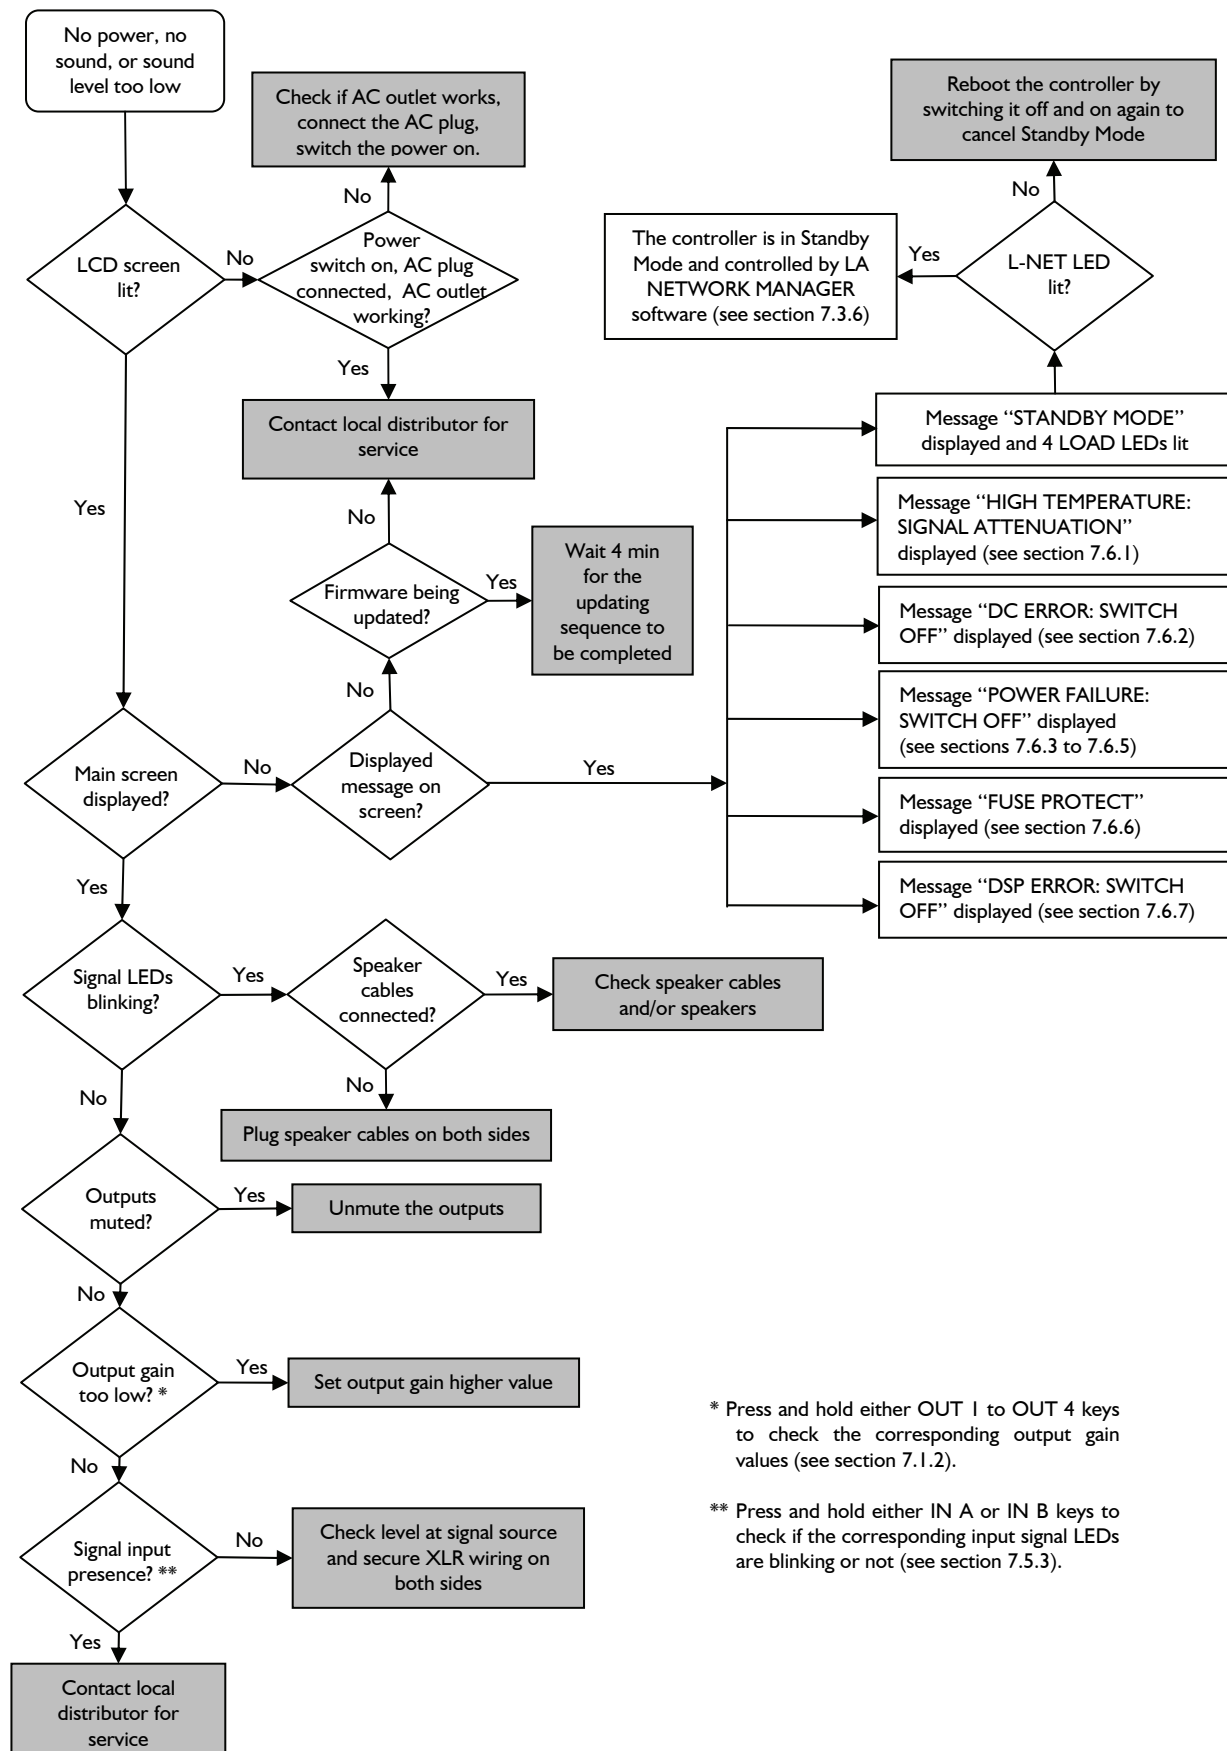 No power, no
sound, or sound
level too low
Check if AC outlet works,
connect the AC plug,
switch the power on.
Reboot the controller by
switching it off and on again to
cancel Standby Mode
No
No
LCD screen
lit?
No
Power
switch on, AC plug
connected, AC outlet
working?
The controller is in Standby
Mode and controlled by LA
NETWORK MANAGER
software (see section 7.3.6)
Yes
L-NET LED
lit?
Yes
Contact local distributor for
service
Message “STANDBY MODE”
displayed and 4 LOAD LEDs lit
Yes
No
Message “HIGH TEMPERATURE:
SIGNAL ATTENUATION”
displayed (see section 7.6.1)
Firmware being
updated?
Yes
Wait 4 min
for the
updating
sequence to
be completed
Message “DC ERROR: SWITCH
OFF” displayed (see section 7.6.2)
No
Message “POWER FAILURE:
SWITCH OFF” displayed
(see sections 7.6.3 to 7.6.5)
Main screen
displayed?
No
Displayed
message on
screen?
Yes
Message “FUSE PROTECT”
displayed (see section 7.6.6)
Yes
Message “DSP ERROR: SWITCH
OFF” displayed (see section 7.6.7)
Signal LEDs
blinking?
Yes
Speaker
cables
connected?
Yes
Check speaker cables
and/or speakers
No
No
Plug speaker cables on both sides
Outputs
muted?
Yes
Unmute the outputs
No
Output gain
too low? *
Yes
Set output gain higher value
* Press and hold either OUT 1 to OUT 4 keys
to check the corresponding output gain
values (see section 7.1.2).
No
Signal input
presence? **
No
Check level at signal source
and secure XLR wiring on
both sides
** Press and hold either IN A or IN B keys to
check if the corresponding input signal LEDs
are blinking or not (see section 7.5.3).
Yes
Contact local
distributor for
service